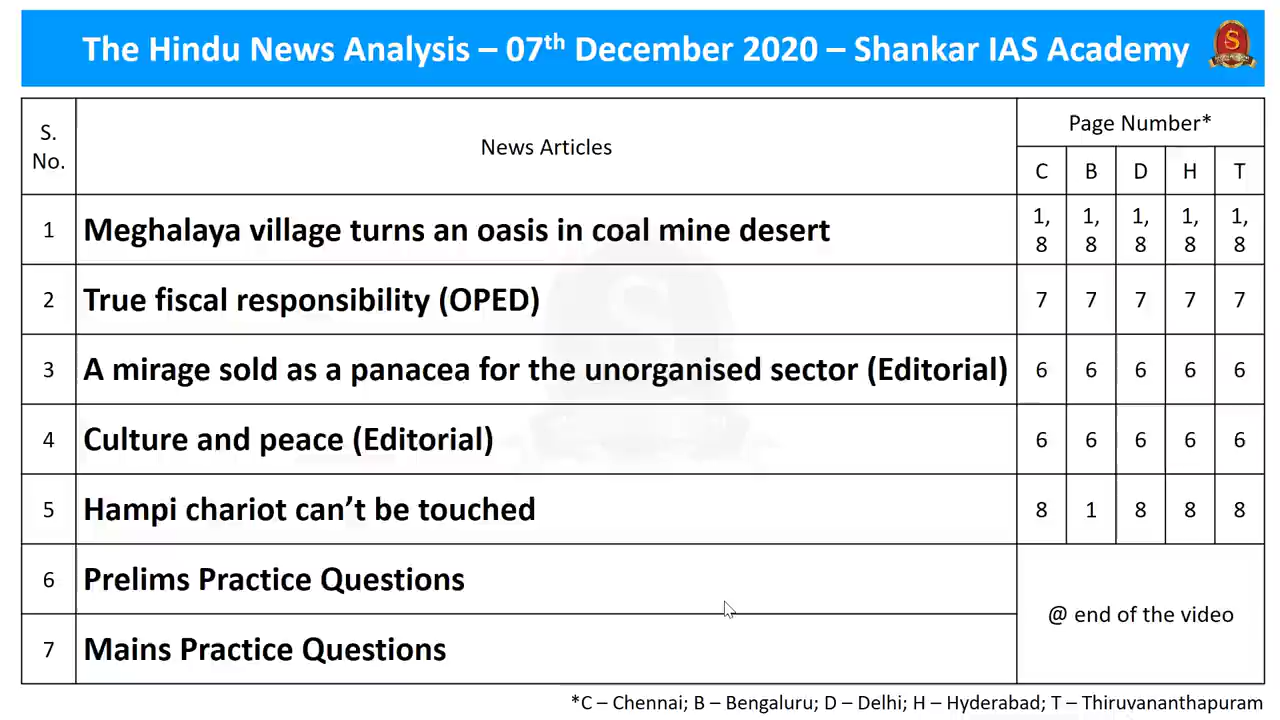 The Hindu News Analysis – 07th December 2020 – Shankar IAS Academy
S. No.
News Articles
Page Number*
C B D H T
1 Meghalaya village turns an oasis in coal mine desert 1, 8 1, 8 1, 8 1, 8 1, 8
2 True fiscal responsibility (OPED) 7 7 7 7 7
3 A mirage sold as a panacea for the unorganised sector (Editorial) 6 6 6 6 6
4 Culture and peace (Editorial) 6 6 6 6 6
5 Hampi chariot can’t be touched 8 1 8 8 8
6 Prelims Practice Questions
@ end of the video
7 Mains Practice Questions
*C – Chennai; B – Bengaluru; D – Delhi; H – Hyderabad; T – Thiruvananthapuram